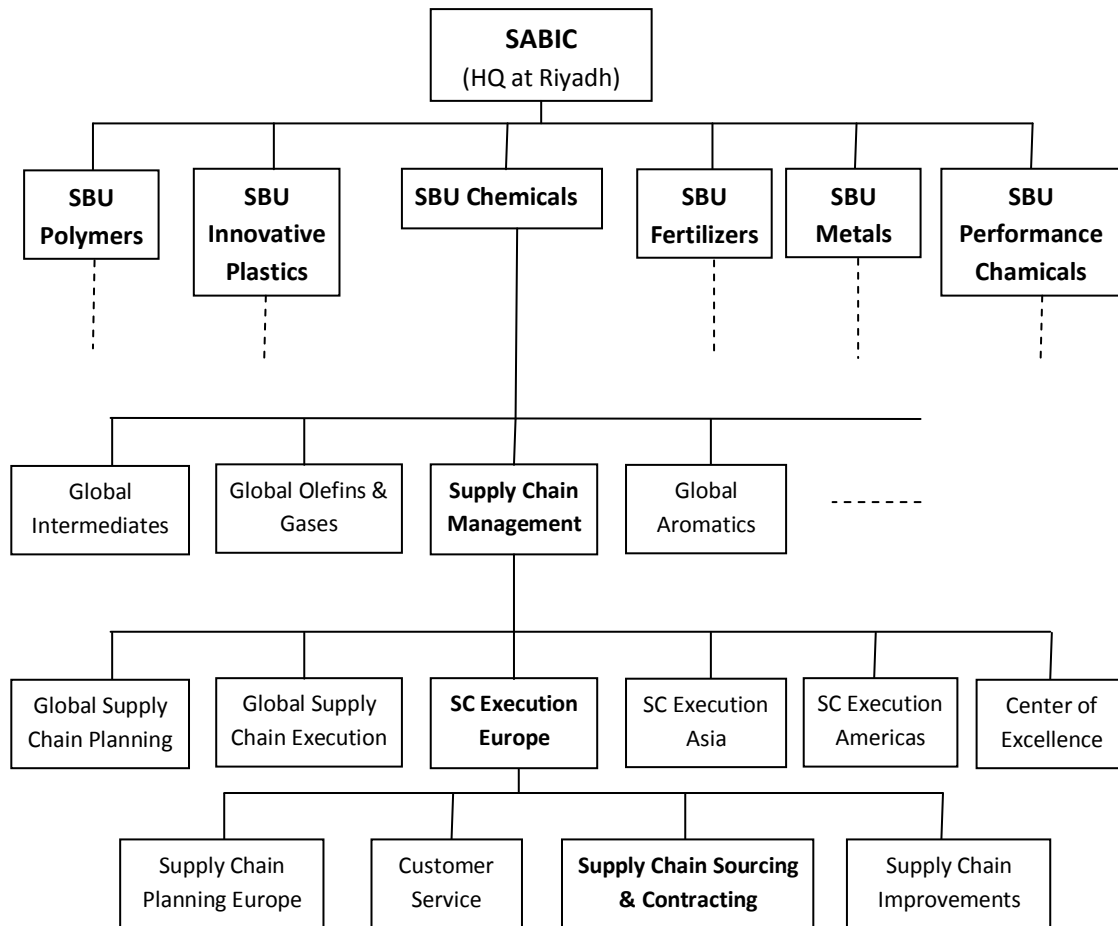 SABIC
(HQ at Riyadh)
SBU
Polymers
SBU
Innovative
Plastics
SBU Chemicals
SBU
Fertilizers
SBU
Metals
SBU
Performance
Chamicals
Global
Intermediates
Global Olefins &
Gases
Supply Chain
Management
Global
Aromatics
Global Supply
Chain Planning
Global Supply
Chain Execution
SC Execution
Europe
SC Execution
Asia
SC Execution
Americas
Center of
Excellence
Supply Chain
Planning Europe
Customer
Service
Supply Chain Sourcing
& Contracting
Supply Chain
Improvements